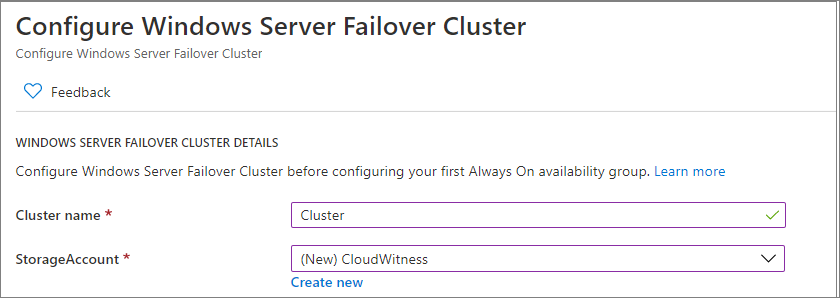 Configure Windows Server Failover Cluster
Configure Windows Server Failover Cluster
Feedback
WINDOWS SERVER FAILOVER CLUSTER DETAILS
Configure Windows Server Failover Cluster before configuring your first Always On availability group. Learn more
Cluster name * Cluster
StorageAccount * (New) CloudWitness
Create new